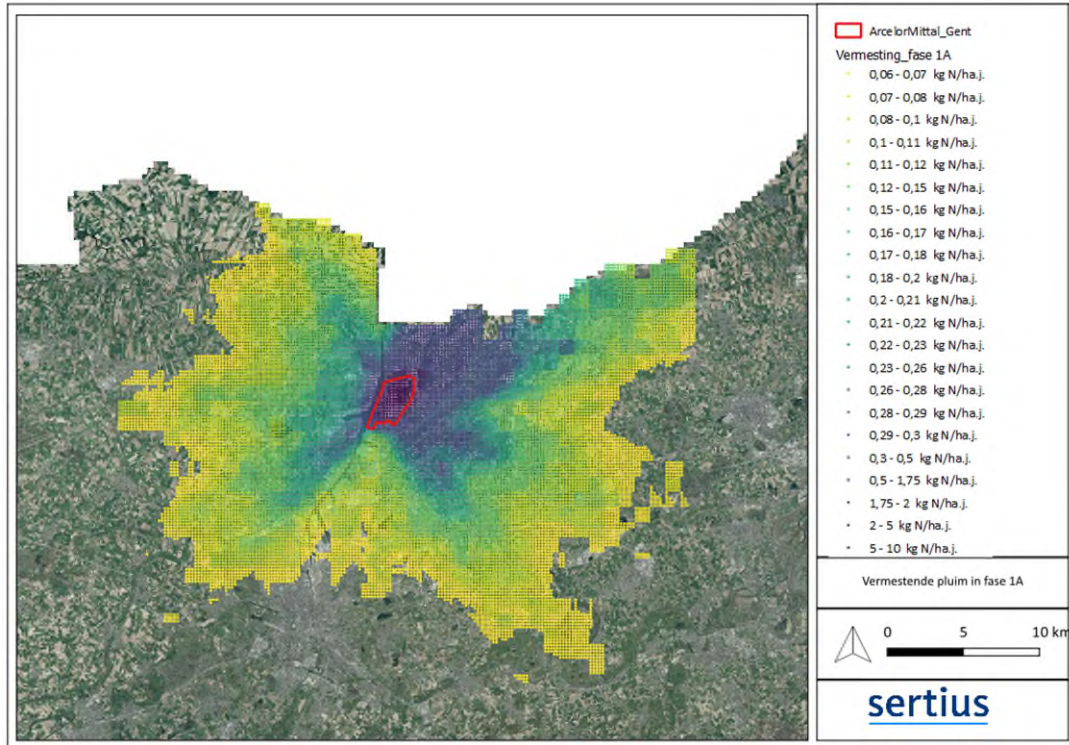 ArcelorMittal_Gent
Vermesting_fase 1A
0,06 - 0,07 kg N/ha.j.
0,07 - 0,08 kg N/ha.j.
0,08 - 0,1 kg N/ha.j.
0,1 - 0,11 kg N/ha.j.
0,11 - 0,12 kg N/ha.j.
0,12 - 0,15 kg N/ha.j.
0,15 - 0,16 kg N/ha.j.
0,16 - 0,17 kg N/ha.j.
0,17 - 0,18 kg N/ha.j.
0,18 - 0,2 kg N/ha.j.
0,2 - 0,21 kg N/ha.j.
0,21 - 0,22 kg N/ha.j.
0,22 - 0,23 kg N/ha.j.
0,23 - 0,26 kg N/ha.j.
0,26 - 0,28 kg N/ha.j.
0,28 - 0,29 kg N/ha.j.
0,29 - 0,3 kg N/ha.j.
0,3 - 0,5 kg N/ha.j.
0,5 - 1,75 kg N/ha.j.
1,75 - 2 kg N/ha.j.
2 - 5 kg N/ha.j.
5 - 10 kg N/ha.j.
Vermestende pluim in fase 1A
0 5 10 km
sertius